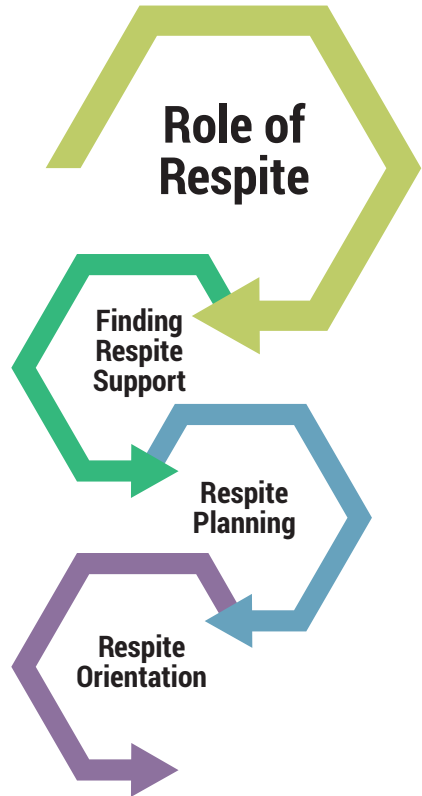 Role of
Respite
Finding
Respite
Support
Respite
Planning
Respite
Orientation